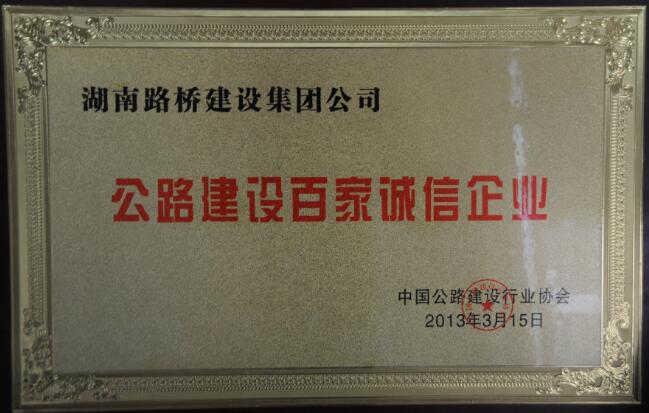 湖南路桥建设集团公司
公路建设百家诚信企业
中国公路建设行业协会
2013年3月15日